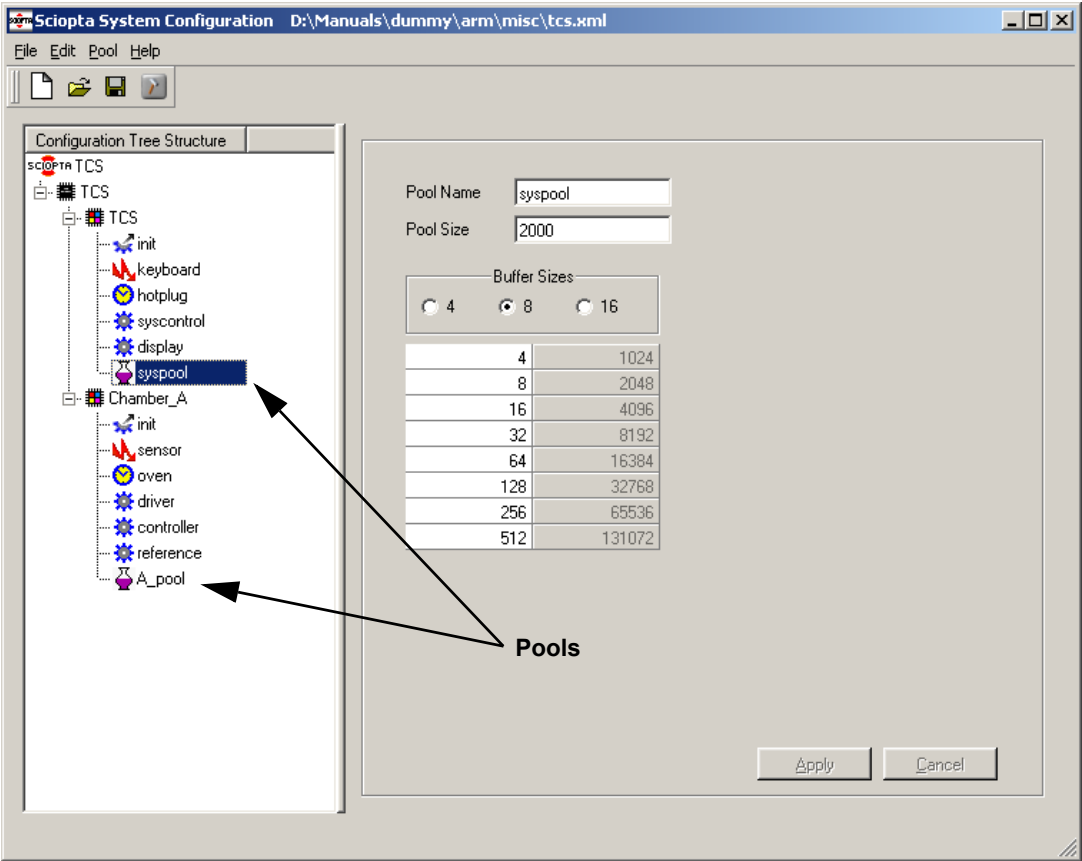 Sciopta System Configuration D:\Manuals\dummy\arm\misc\tcs.xml
File Edit Pool Help
Configuration Tree Structure
SCIOPTA TCS
TCS
TCS
init
keyboard
hotplug
syscontrol
display
syspool
Chamber_A
init
sensor
oven
driver
controller
reference
A_pool
Pool Name syspool
Pool Size 2000
Buffer Sizes
4 8 16
4 1024
8 2048
16 4096
32 8192
64 16384
128 32768
256 65536
512 131072
Pools
Apply Cancel